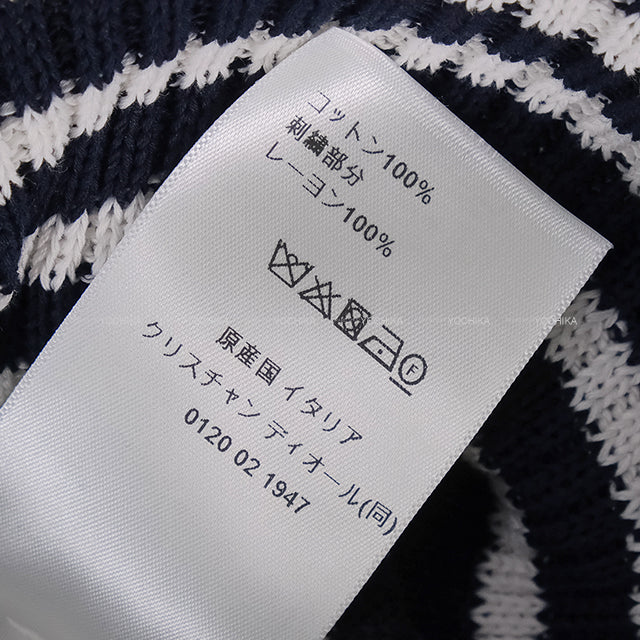 コットン100%
刺繍部分
レーヨン100%
F
原産国 イタリア
クリスチャン ディオール(同)
0120 02 1947